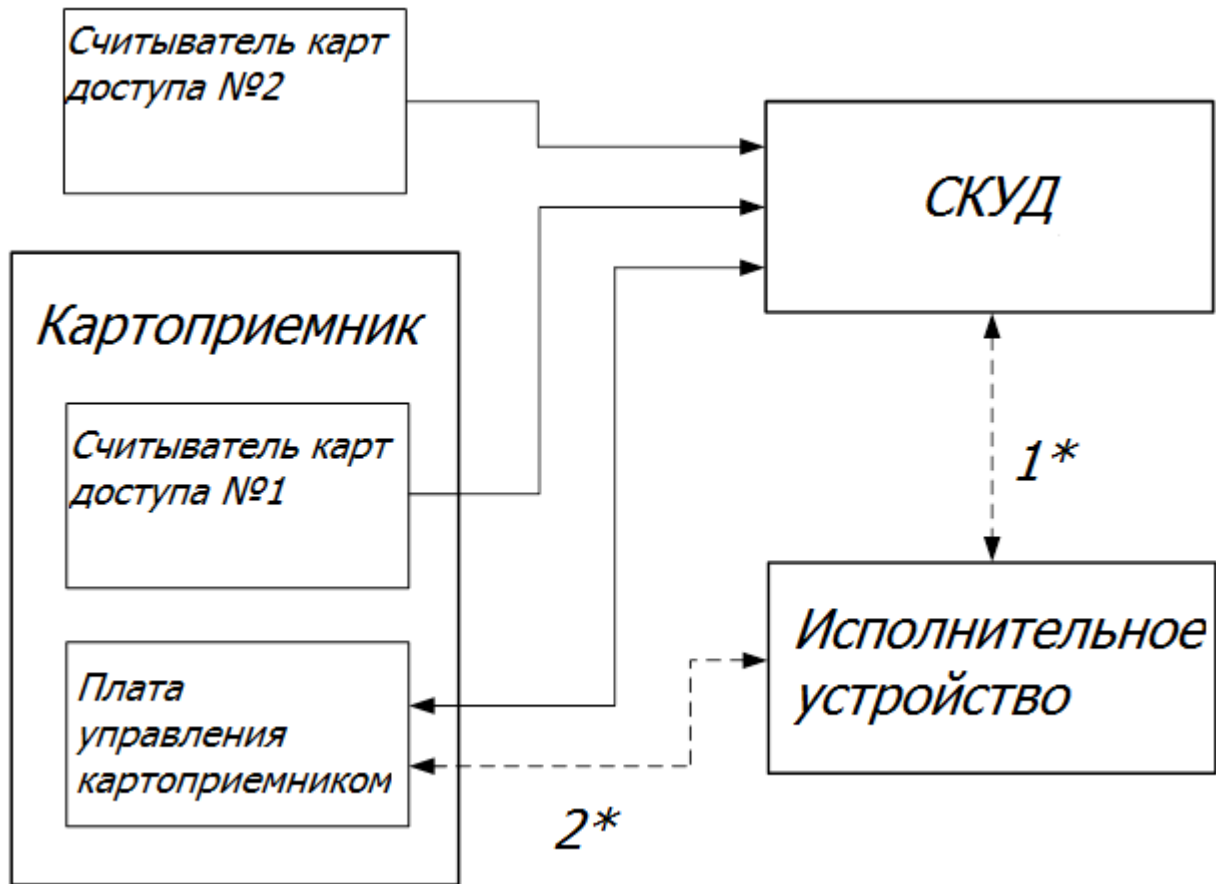 Считыватель карт
доступа №2
СКУД
Картоприемник
Считыватель карт
доступа №1
1*
Исполнительное
устройство
Плата
управления
картоприемником
2*